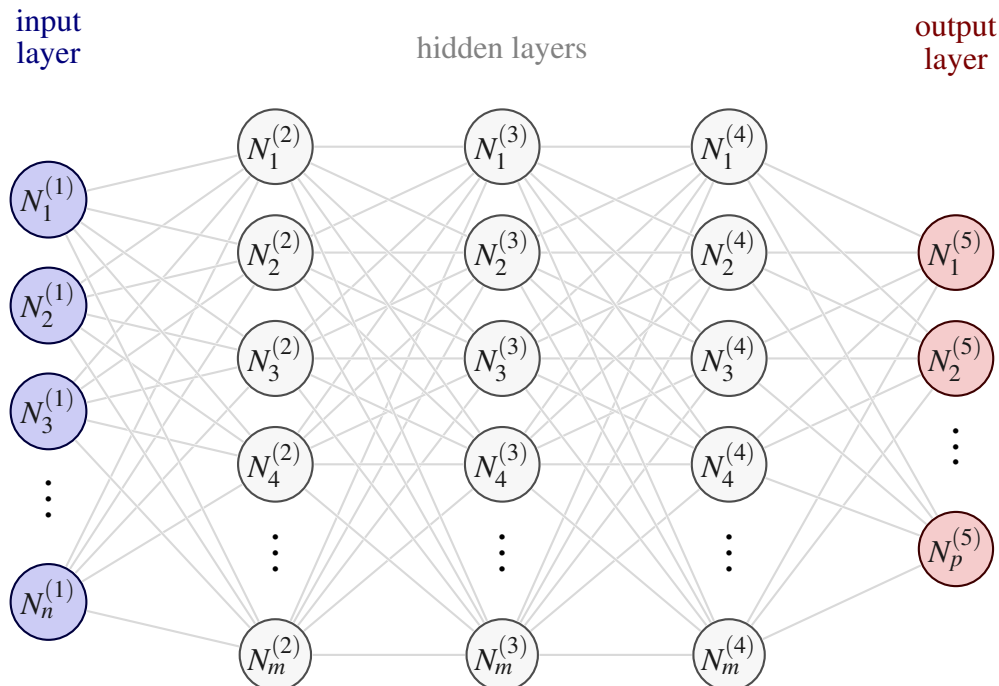 input
layer
hidden layers
output
layer
N_1^{(1)}
N_2^{(1)}
N_3^{(1)}
⋮
N_n^{(1)}
N_1^{(2)}
N_2^{(2)}
N_3^{(2)}
N_4^{(2)}
⋮
N_m^{(2)}
N_1^{(3)}
N_2^{(3)}
N_3^{(3)}
N_4^{(3)}
⋮
N_m^{(3)}
N_1^{(4)}
N_2^{(4)}
N_3^{(4)}
N_4^{(4)}
⋮
N_m^{(4)}
N_1^{(5)}
N_2^{(5)}
⋮
N_p^{(5)}